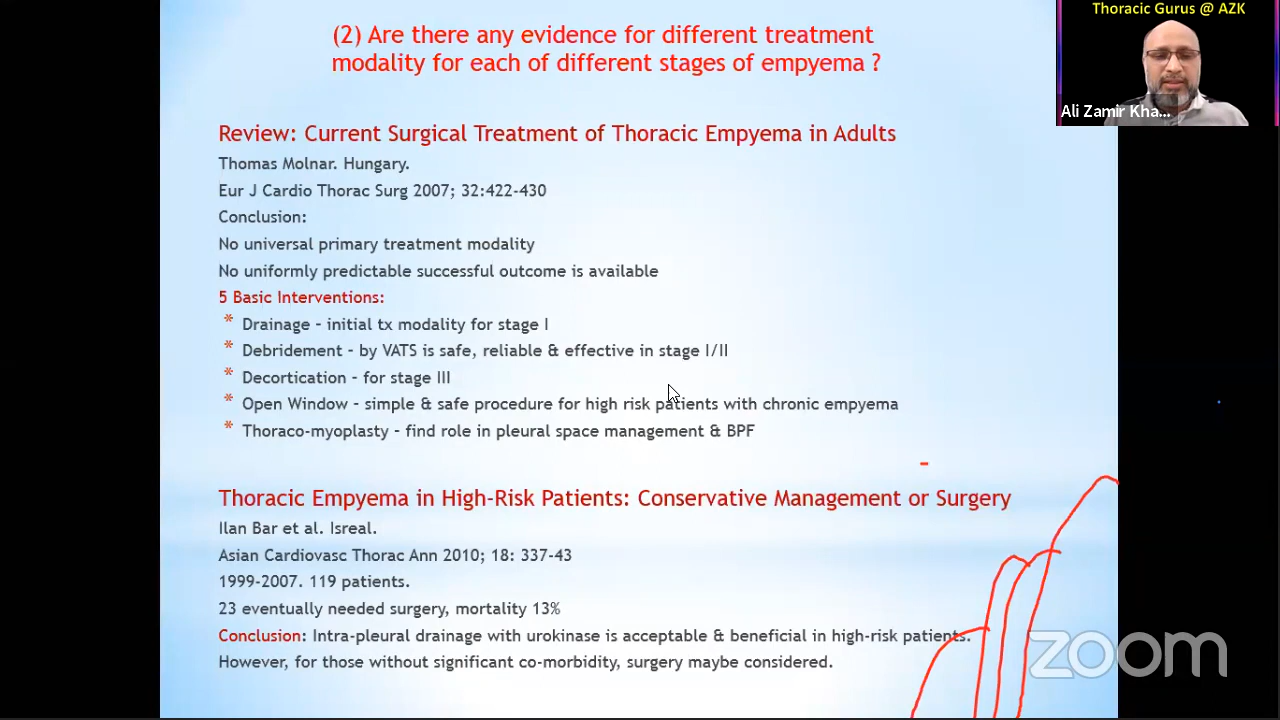 (2) Are there any evidence for different treatment
modality for each of different stages of empyema ?
Thoracic Gurus @ AZK
Ali Zamir Kha...
Review: Current Surgical Treatment of Thoracic Empyema in Adults
Thomas Molnar. Hungary.
Eur J Cardio Thorac Surg 2007; 32:422-430
Conclusion:
No universal primary treatment modality
No uniformly predictable successful outcome is available
5 Basic Interventions:
* Drainage – initial tx modality for stage I
* Debridement – by VATS is safe, reliable & effective in stage I/II
* Decortication – for stage III
* Open Window – simple & safe procedure for high risk patients with chronic empyema
* Thoraco-myoplasty – find role in pleural space management & BPF
Thoracic Empyema in High-Risk Patients: Conservative Management or Surgery
Ilan Bar et al. Isreal.
Asian Cardiovasc Thorac Ann 2010; 18: 337-43
1999-2007. 119 patients.
23 eventually needed surgery, mortality 13%
Conclusion: Intra-pleural drainage with urokinase is acceptable & beneficial in high-risk patients.
However, for those without significant co-morbidity, surgery maybe considered.
zoom